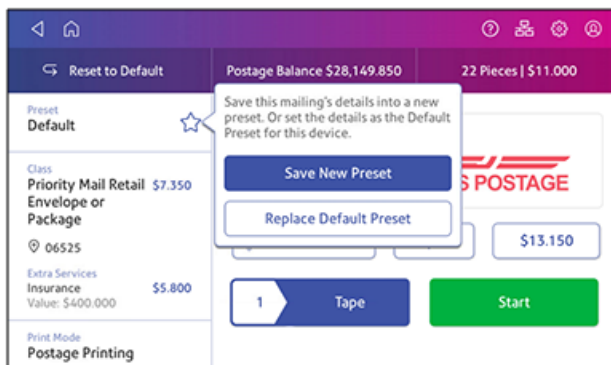 Reset to Default
Postage Balance $28,149.850
22 Pieces | $11.000
Preset
Default
Save this mailing's details into a new
preset. Or set the details as the Default
Preset for this device.
Save New Preset
Replace Default Preset
Class
Priority Mail Retail $7.350
Envelope or
Package
06525
Extra Services
Insurance $5.800
Value: $400.000
Print Mode
Postage Printing
S POSTAGE
$13.150
1 Tape
Start